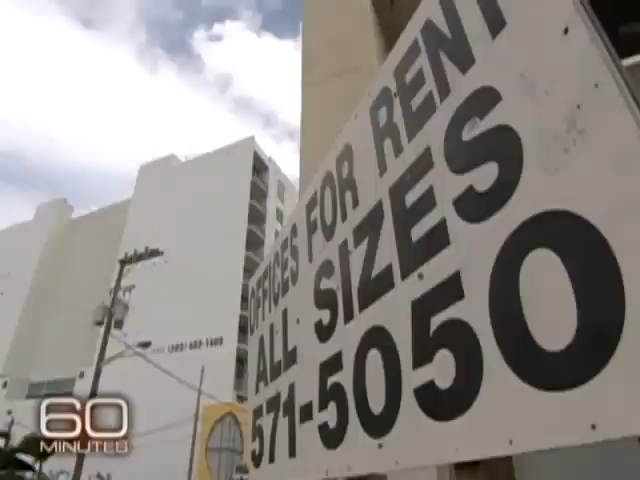 OFFICES FOR RENT
ALL SIZES
571-5050
60
MINUTES